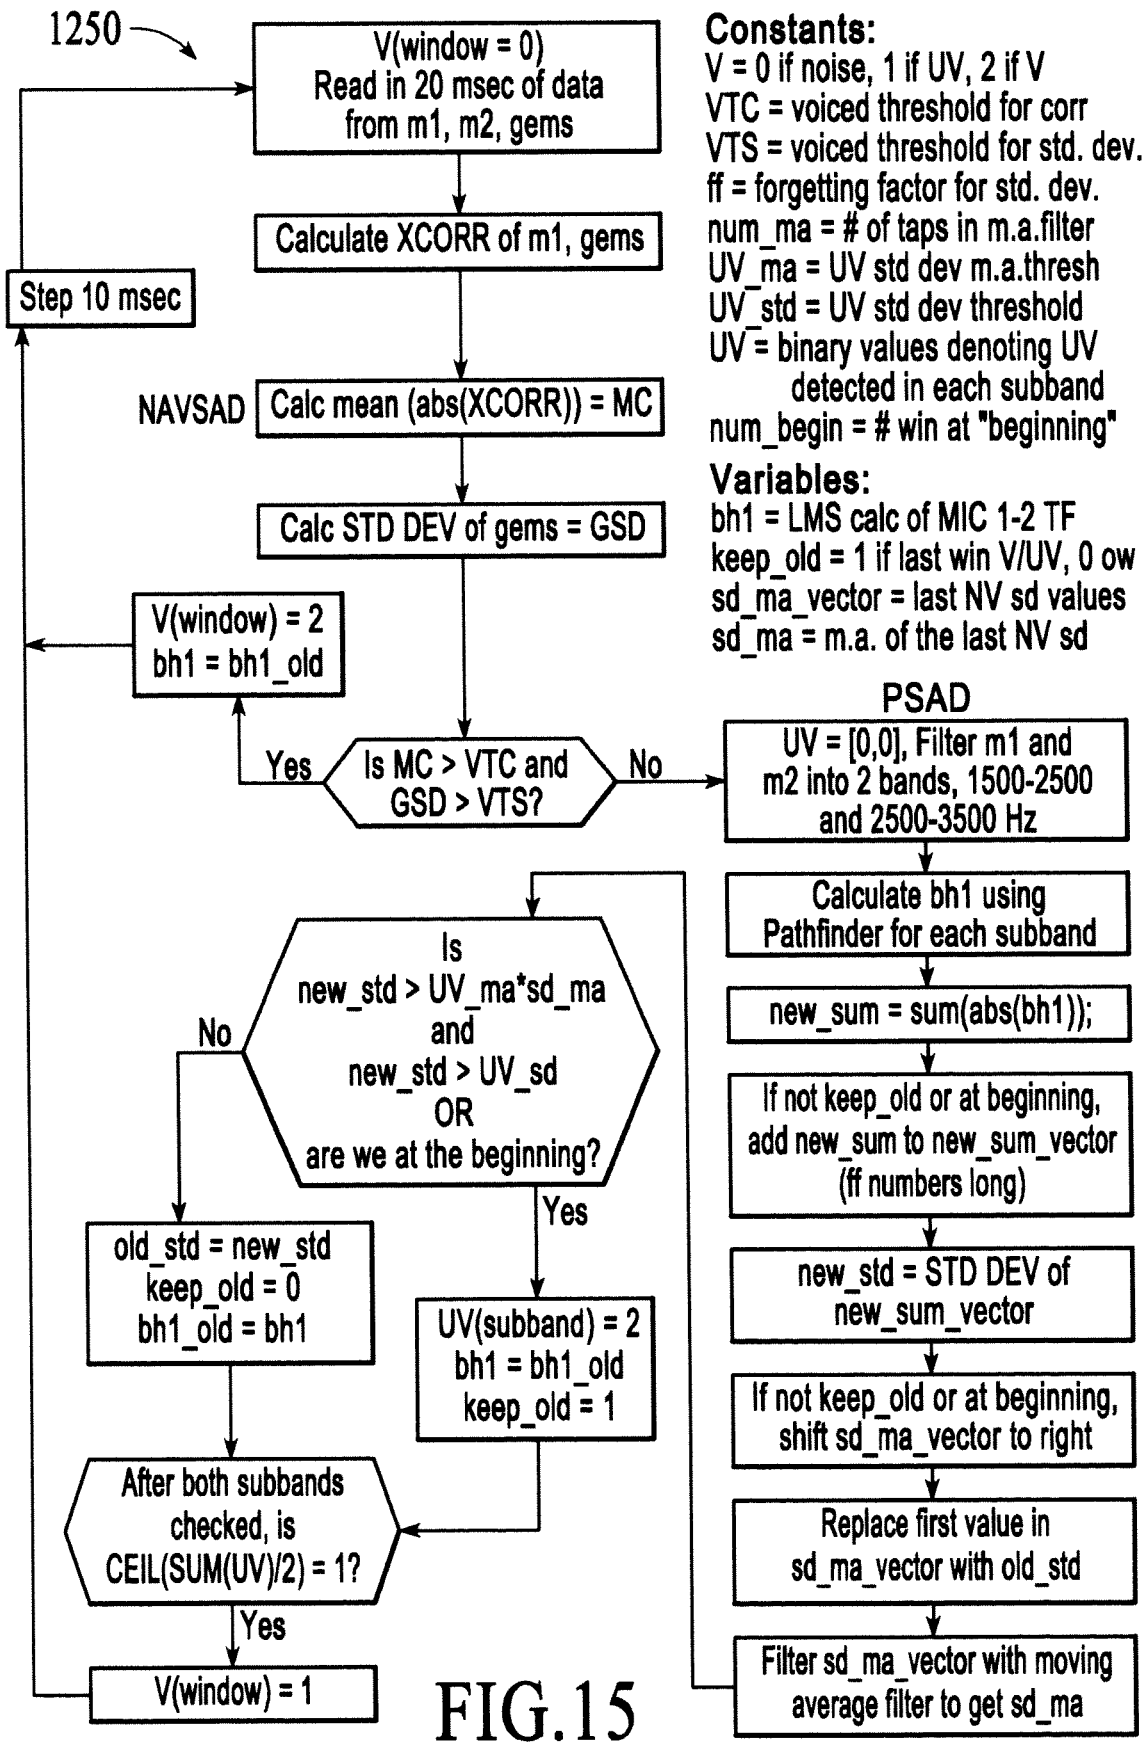 1250
V(window = 0)
Read in 20 msec of data
from m1, m2, gems
Calculate XCORR of m1, gems
Step 10 msec
NAVSAD
Calc mean (abs(XCORR)) = MC
Calc STD DEV of gems = GSD
V(window) = 2
bh1 = bh1_old
Yes
Is MC > VTC and
GSD > VTS?
No
Constants:
V = 0 if noise, 1 if UV, 2 if V
VTC = voiced threshold for corr
VTS = voiced threshold for std. dev.
ff = forgetting factor for std. dev.
num_ma = # of taps in m.a.filter
UV_ma = UV std dev m.a.thresh
UV_std = UV std dev threshold
UV = binary values denoting UV
detected in each subband
num_begin = # win at "beginning"
Variables:
bh1 = LMS calc of MIC 1-2 TF
keep_old = 1 if last win V/UV, 0 ow
sd_ma_vector = last NV sd values
sd_ma = m.a. of the last NV sd
PSAD
UV = [0,0], Filter m1 and
m2 into 2 bands, 1500-2500
and 2500-3500 Hz
Calculate bh1 using
Pathfinder for each subband
new_sum = sum(abs(bh1));
If not keep_old or at beginning,
add new_sum to new_sum_vector
(ff numbers long)
new_std = STD DEV of
new_sum_vector
If not keep_old or at beginning,
shift sd_ma_vector to right
Replace first value in
sd_ma_vector with old_std
Filter sd_ma_vector with moving
average filter to get sd_ma
Is
new_std > UV_ma*sd_ma
and
new_std > UV_sd
OR
are we at the beginning?
No
Yes
old_std = new_std
keep_old = 0
bh1_old = bh1
UV(subband) = 2
bh1 = bh1_old
keep_old = 1
After both subbands
checked, is
CEIL(SUM(UV)/2) = 1?
Yes
V(window) = 1
FIG.15